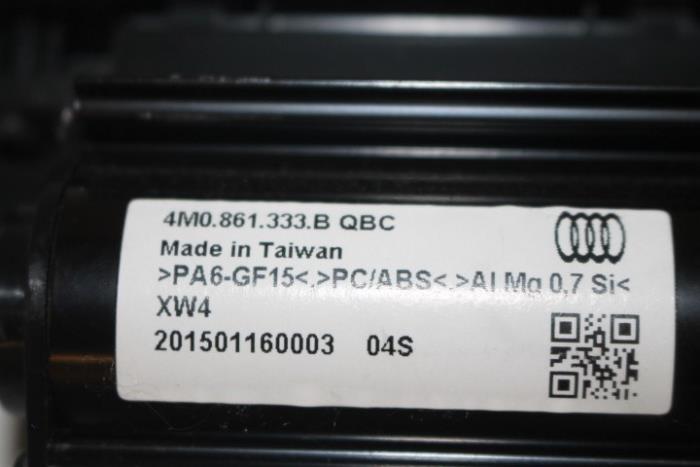 4M0.861.333.B QBC
Made in Taiwan
>PA6-GF15<.>PC/ABS<.>Al Mg 0,7 Si<
XW4
201501160003 04S